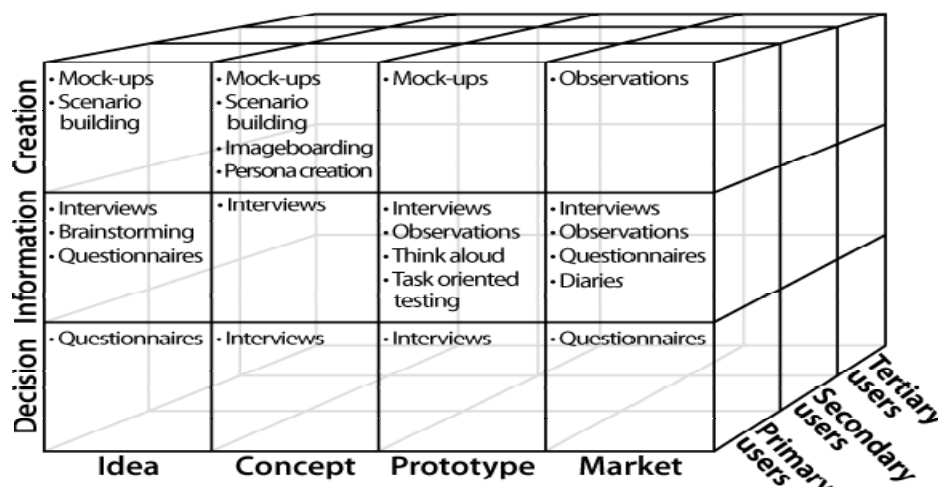 Creation
• Mock-ups
• Scenario
building
• Mock-ups
• Scenario
building
• Imageboarding
• Persona creation
• Mock-ups
• Observations
Information
• Interviews
• Brainstorming
• Questionnaires
• Interviews
• Interviews
• Observations
• Think aloud
• Task oriented
testing
• Interviews
• Observations
• Questionnaires
• Diaries
Decision
• Questionnaires
• Interviews
• Interviews
• Questionnaires
Idea
Concept
Prototype
Market
Primary
users
Secondary
users
Tertiary
users